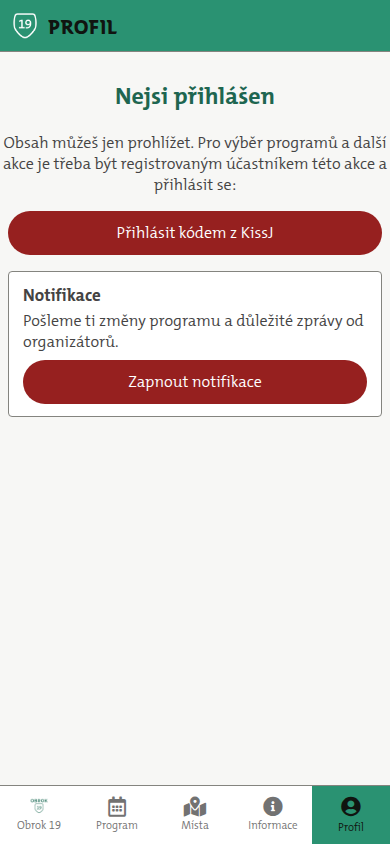 19 PROFIL
Nejsi přihlášen
Obsah můžeš jen prohlížet. Pro výběr programů a další
akce je třeba být registrovaným účastníkem této akce a
přihlásit se:
Přihlásit kódem z KissJ
Notifikace
Pošleme ti změny programu a důležité zprávy od
organizátorů.
Zapnout notifikace
OBROK
19
Obrok 19 Program Místa Informace Profil